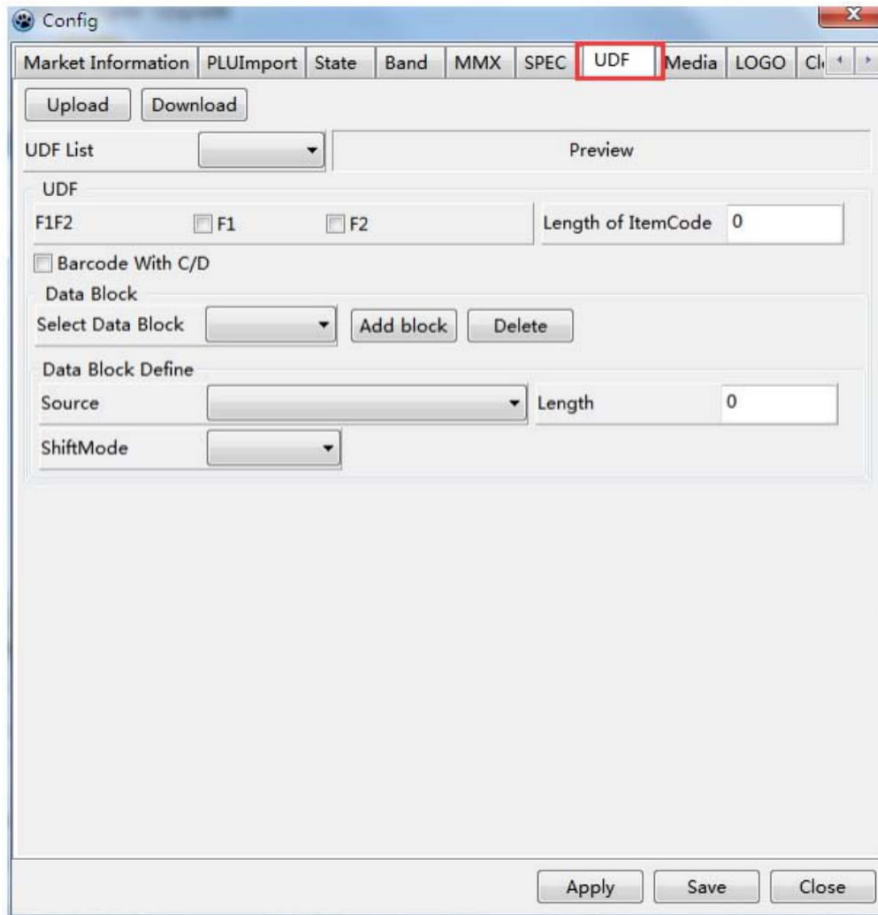 Config
Market Information PLUImport State Band MMX SPEC UDF Media LOGO
Upload Download
UDF List Preview
UDF
F1F2 F1 F2 Length of ItemCode 0
Barcode With C/D
Data Block
Select Data Block Add block Delete
Data Block Define
Source Length 0
ShiftMode
Apply Save Close